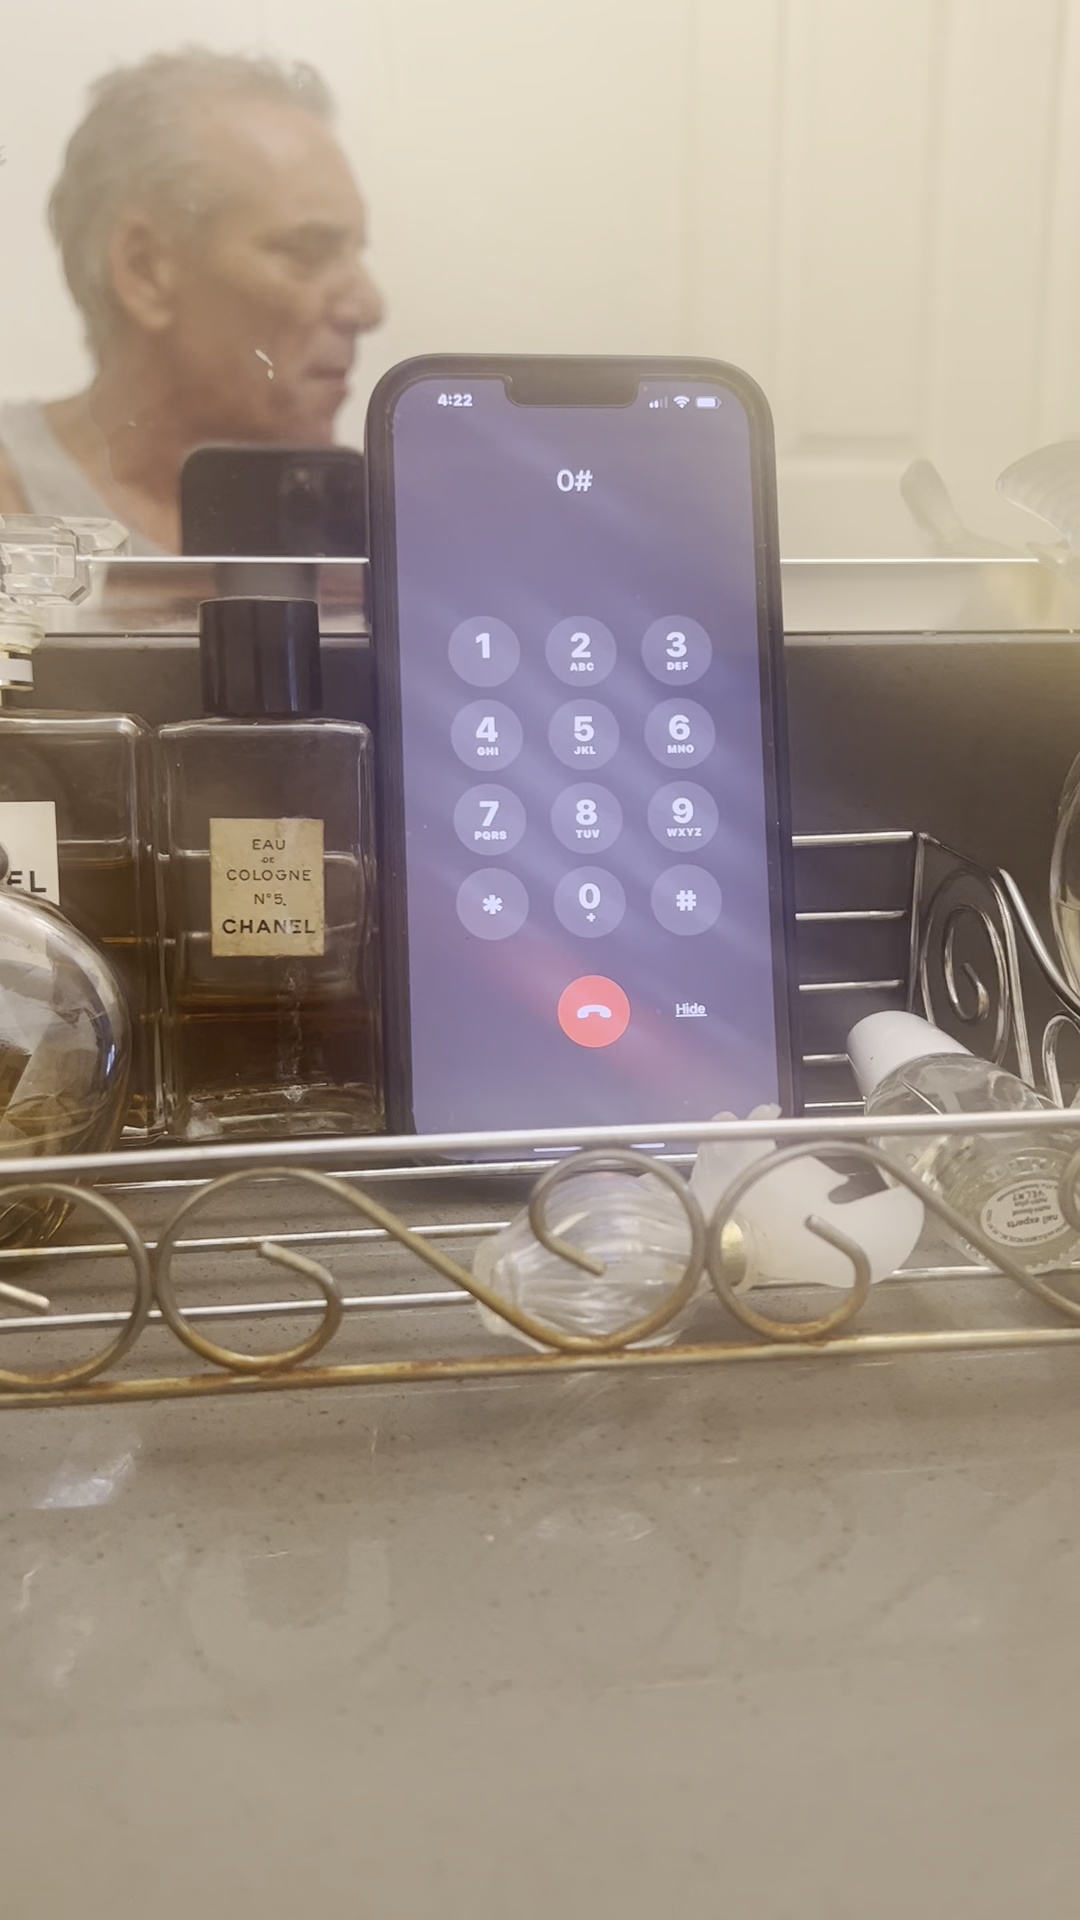 4:22
0#
1
2
ABC
3
DEF
4
GHI
5
JKL
6
MNO
7
PQRS
8
TUV
9
WXYZ
*
0
+
#
Hide
EAU
DE
COLOGNE
N°5.
CHANEL
EL
nail experts